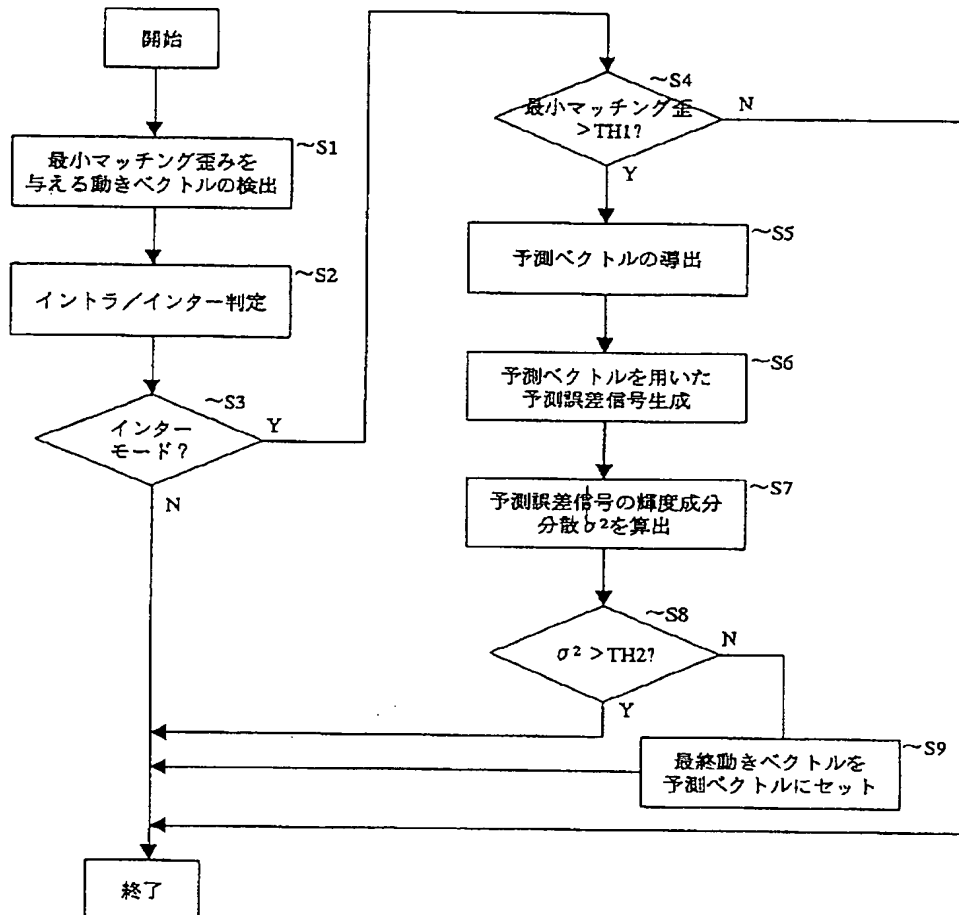 開始
最小マッチング歪みを
与える動きベクトルの検出
~S1
イントラ/インター判定
~S2
インター
モード?
~S3
Y
N
最小マッチング歪
>TH1?
~S4
N
Y
予測ベクトルの導出
~S5
予測ベクトルを用いた
予測誤差信号生成
~S6
予測誤差信号の輝度成分
分散σ²を算出
~S7
σ²>TH2?
~S8
N
Y
最終動きベクトルを
予測ベクトルにセット
~S9
終了